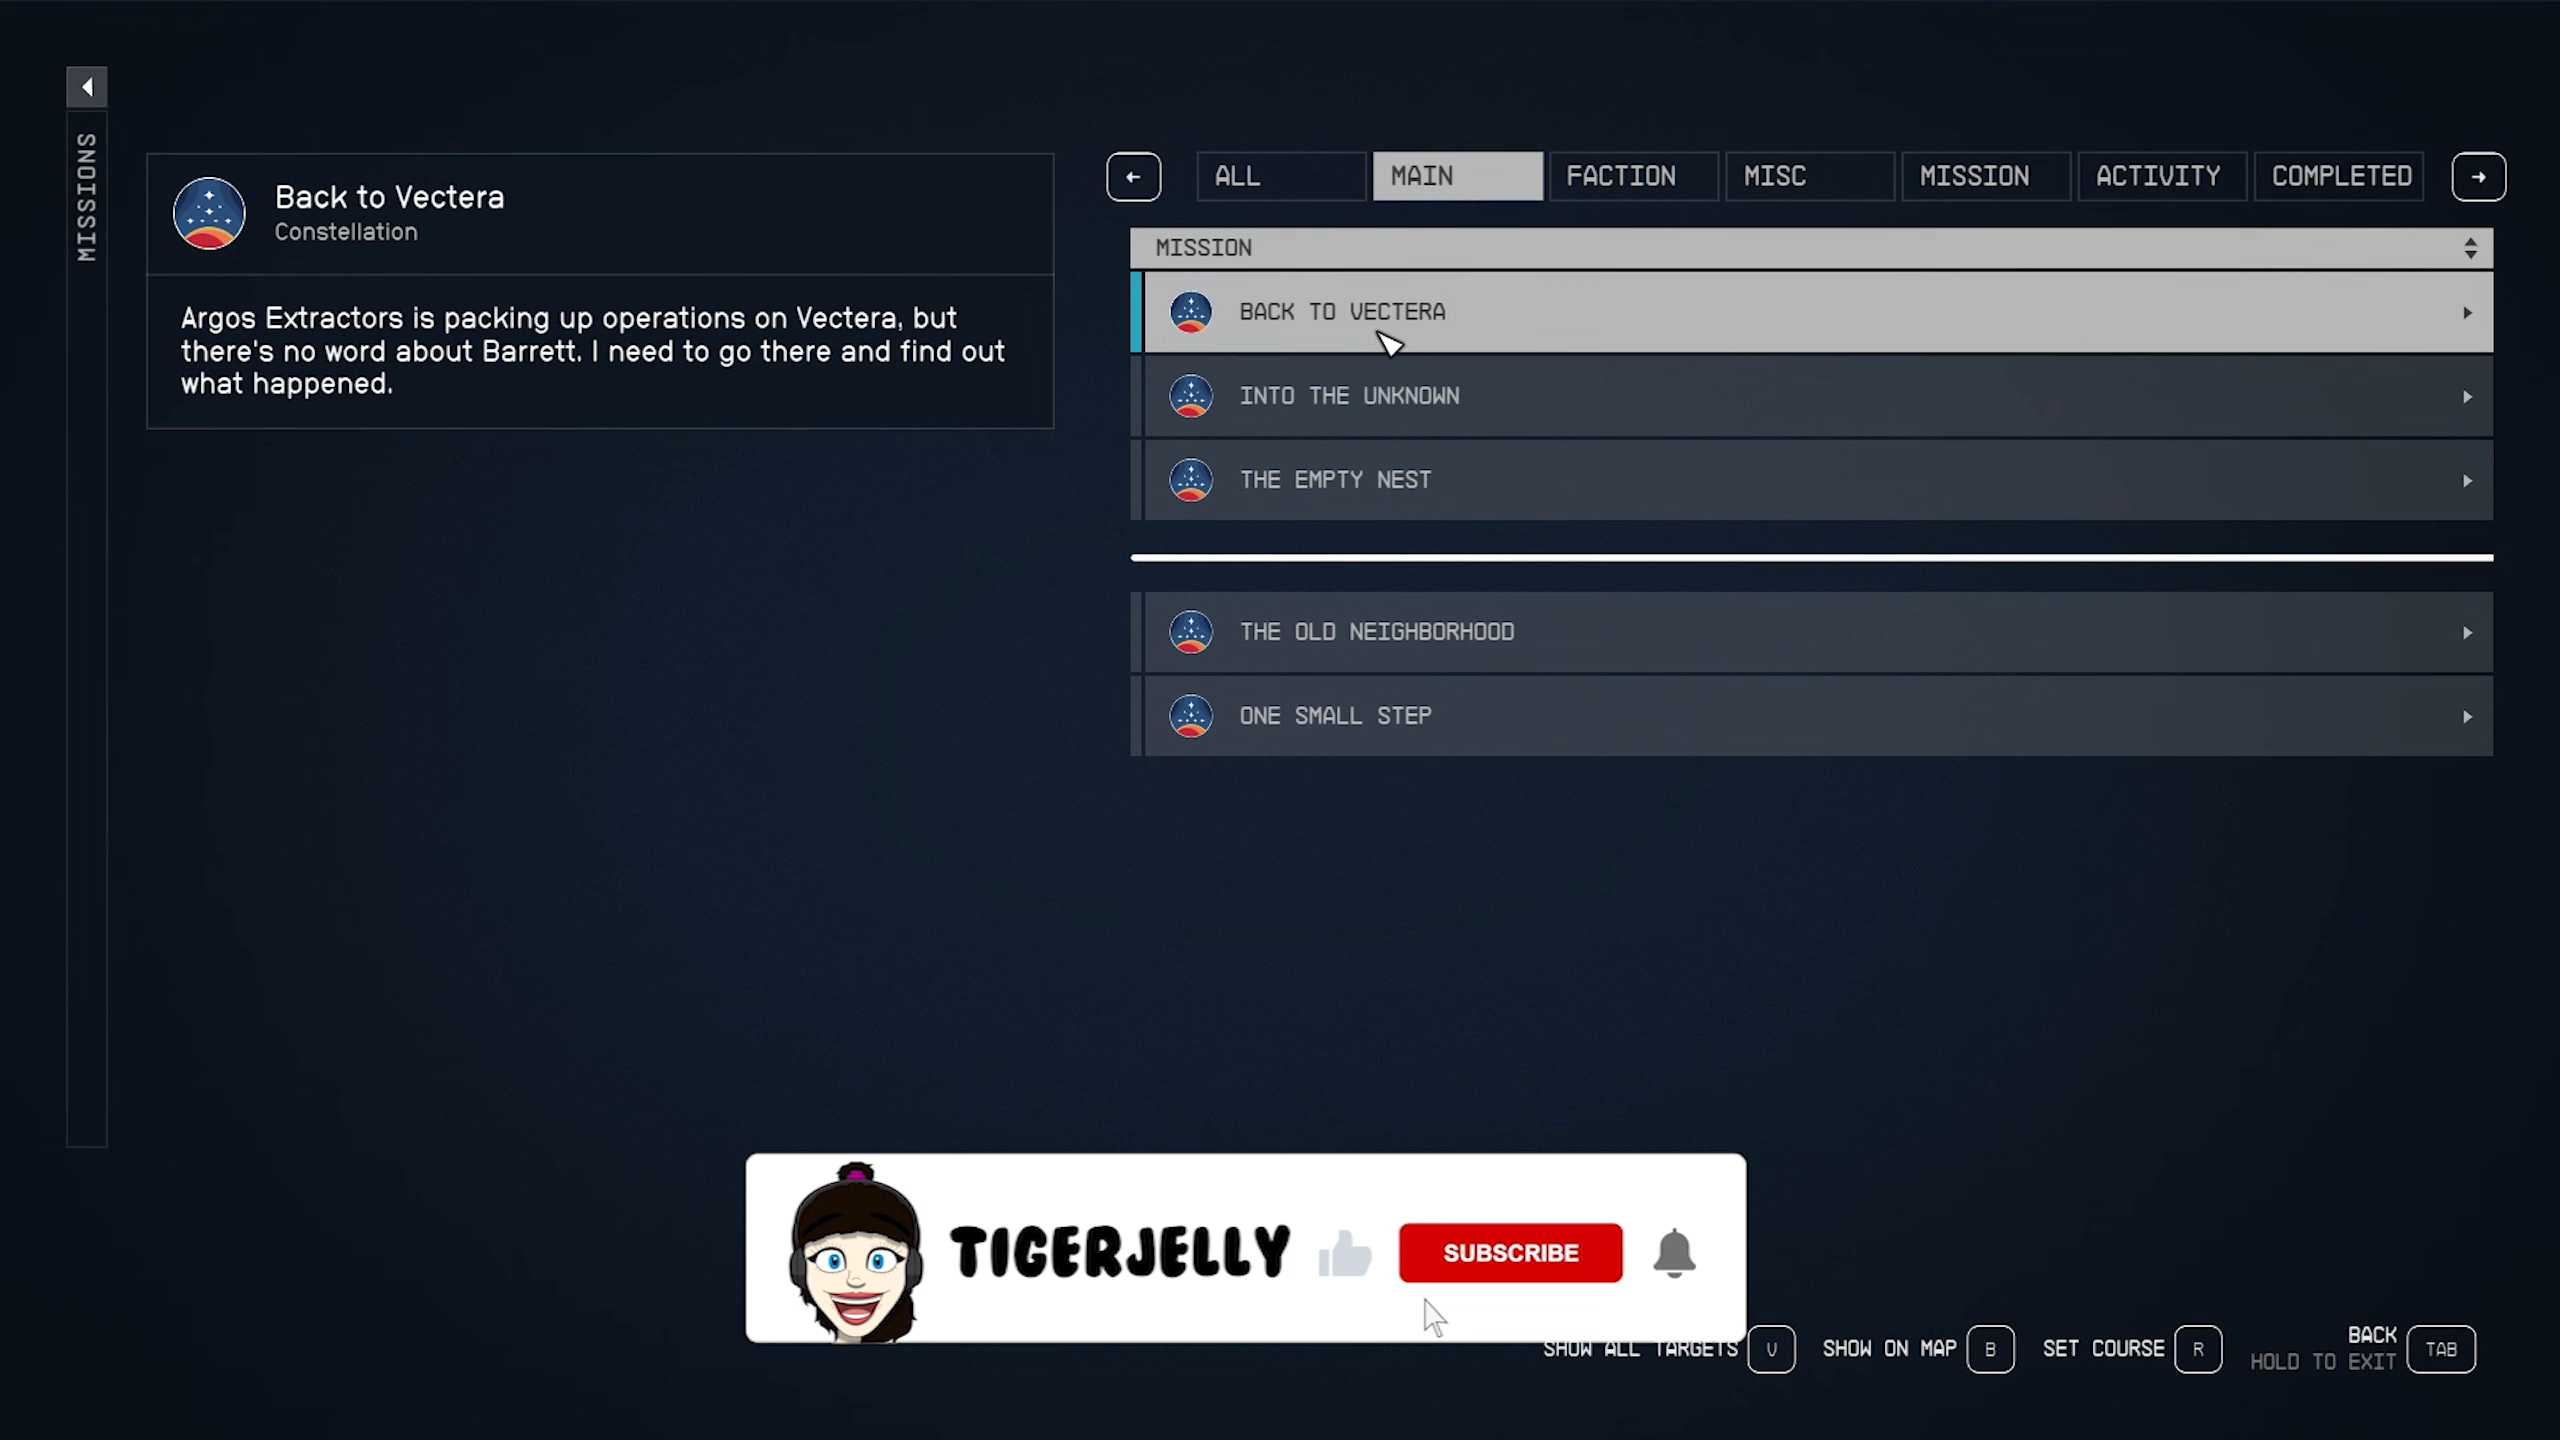 MISSIONS
Back to Vectera
Constellation
Argos Extractors is packing up operations on Vectera, but
there's no word about Barrett. I need to go there and find out
what happened.
ALL MAIN FACTION MISC MISSION ACTIVITY COMPLETED
MISSION
BACK TO VECTERA
INTO THE UNKNOWN
THE EMPTY NEST
THE OLD NEIGHBORHOOD
ONE SMALL STEP
TIGERJELLY SUBSCRIBE
SHOW ALL TARGETS V SHOW ON MAP B SET COURSE R BACK TAB
HOLD TO EXIT